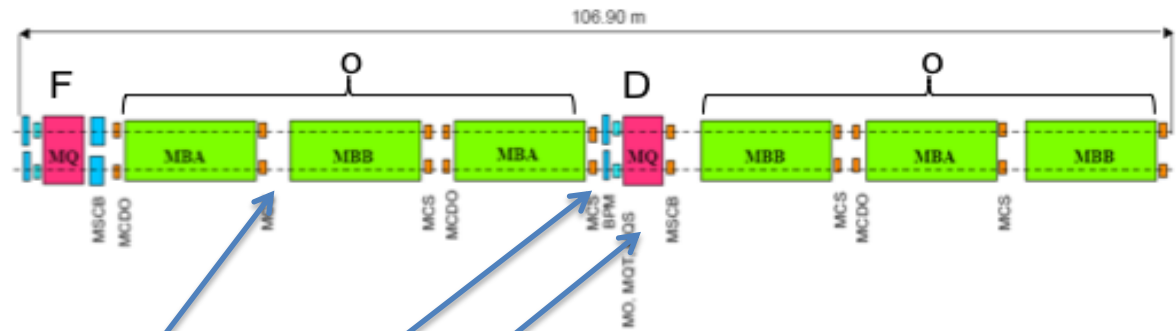 106.90 m
F O D O
MQ MBA MBB MBA MQ MBB MBA MBB
MSCB
MCDO
MCS
MCDO
MCS
BPM
MO, MQT
QS
MSCB
MCS
MCDO
MCS